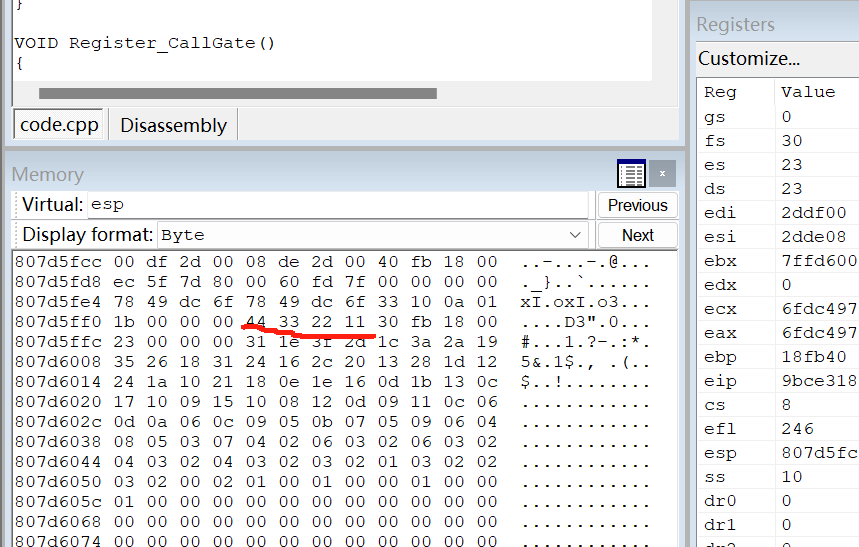 }
VOID Register_CallGate()
{
code.cpp Disassembly
Memory
Virtual: esp Previous
Display format: Byte Next
807d5fcc 00 df 2d 00 08 de 2d 00 40 fb 18 00 ..-...-.@...
807d5fd8 ec 5f 7d 80 00 60 fd 7f 00 00 00 00 ._}..`......
807d5fe4 78 49 dc 6f 78 49 dc 6f 33 10 0a 01 xI.oxI.o3...
807d5ff0 1b 00 00 00 44 33 22 11 30 fb 18 00 ....D3".0...
807d5ffc 23 00 00 00 31 1e 3f 2d 1c 3a 2a 19 #...1.?-.:*.
807d6008 35 26 18 31 24 16 2c 20 13 28 1d 12 5&.1$., .(..
807d6014 24 1a 10 21 18 0e 1e 16 0d 1b 13 0c $..!........
807d6020 17 10 09 15 10 08 12 0d 09 11 0c 06 ............
807d602c 0d 0a 06 0c 09 05 0b 07 05 09 06 04 ............
807d6038 08 05 03 07 04 02 06 03 02 06 03 02 ............
807d6044 04 03 02 04 03 02 03 02 01 03 02 02 ............
807d6050 03 02 00 02 01 00 01 00 00 01 00 00 ............
807d605c 01 00 00 00 00 00 00 00 00 00 00 00 ............
807d6068 00 00 00 00 00 00 00 00 00 00 00 00 ............
807d6074 00 00 00 00 00 00 00 00 00 00 00 00 ............
Registers
Customize...
Reg Value
gs 0
fs 30
es 23
ds 23
edi 2ddf00
esi 2dde08
ebx 7ffd600
edx 0
ecx 6fdc497
eax 6fdc497
ebp 18fb40
eip 9bce318
cs 8
efl 246
esp 807d5fc
ss 10
dr0 0
dr1 0